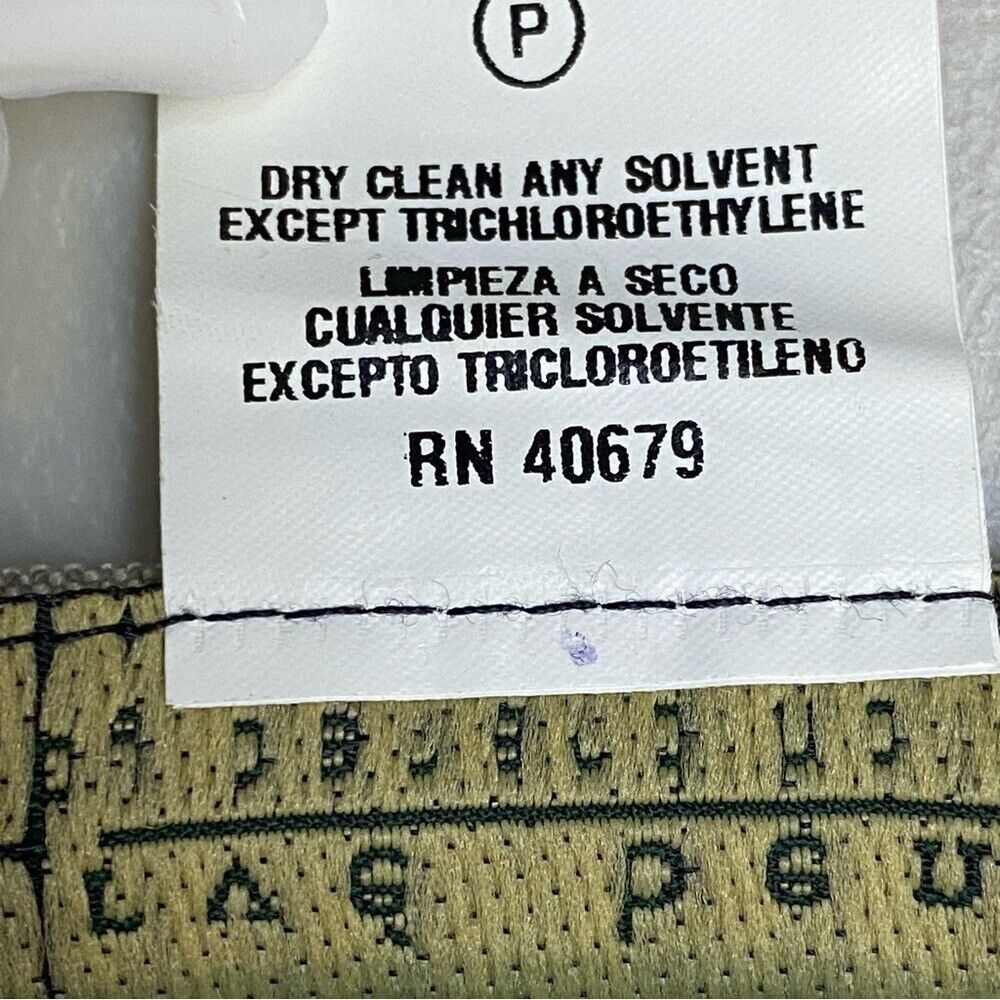 P
DRY CLEAN ANY SOLVENT
EXCEPT TRICHLOROETHYLENE
LIMPIEZA A SECO
CUALQUIER SOLVENTE
EXCEPTO TRICLOROETILENO
RN 40679